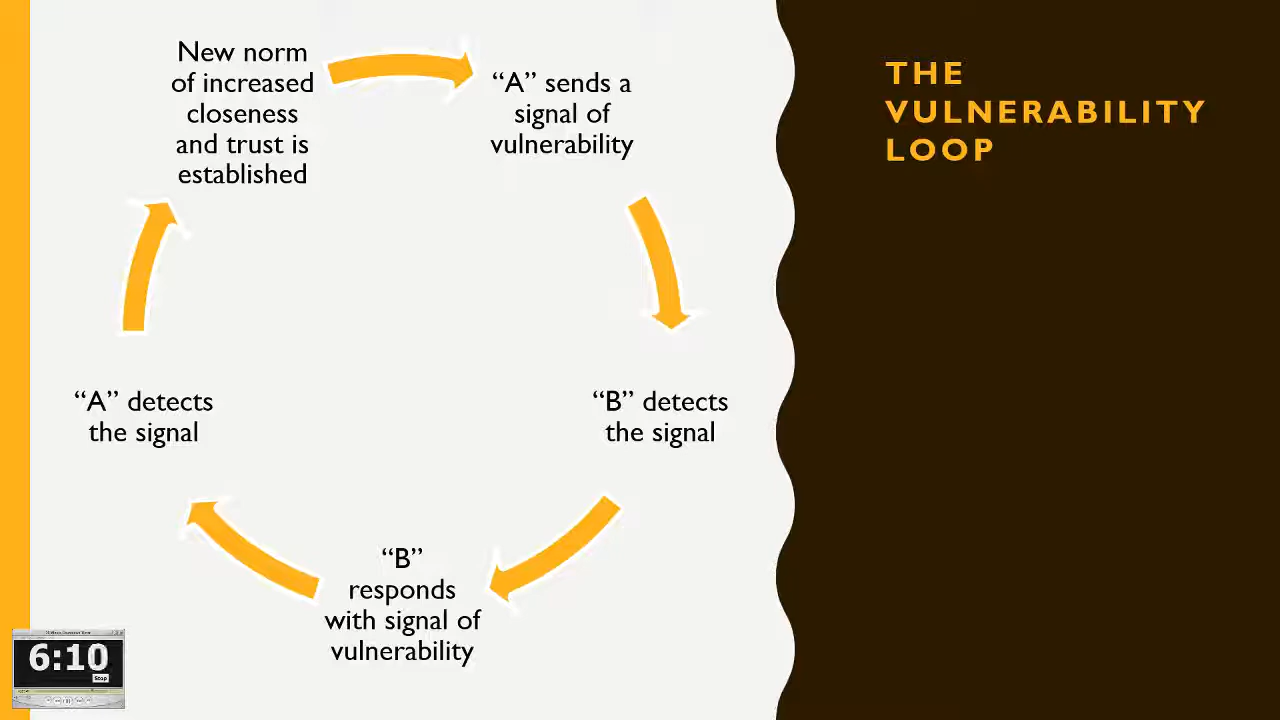 THE
VULNERABILITY
LOOP
New norm
of increased
closeness
and trust is
established
“A” sends a
signal of
vulnerability
“B” detects
the signal
“B”
responds
with signal of
vulnerability
“A” detects
the signal
6:10
Stop